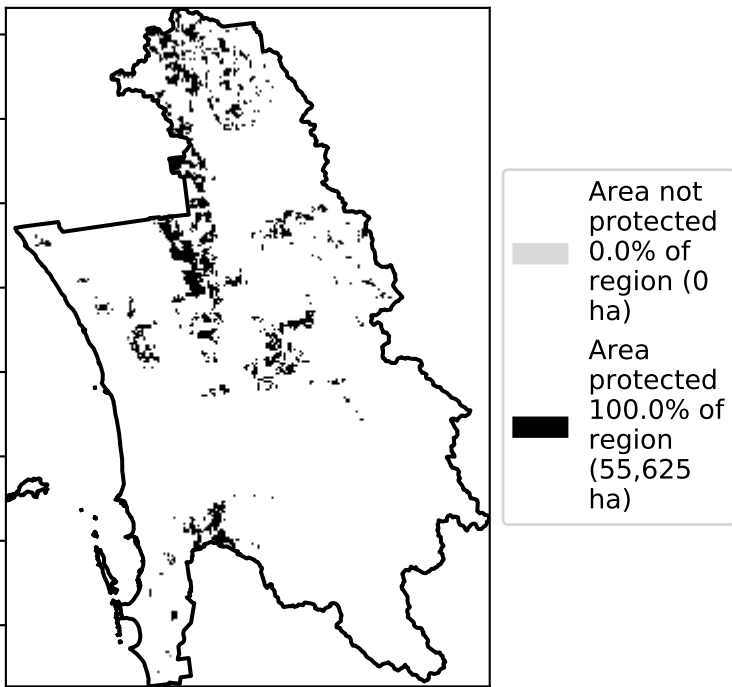 Area not
protected
0.0% of
region (0
ha)
Area
protected
100.0% of
region
(55,625
ha)